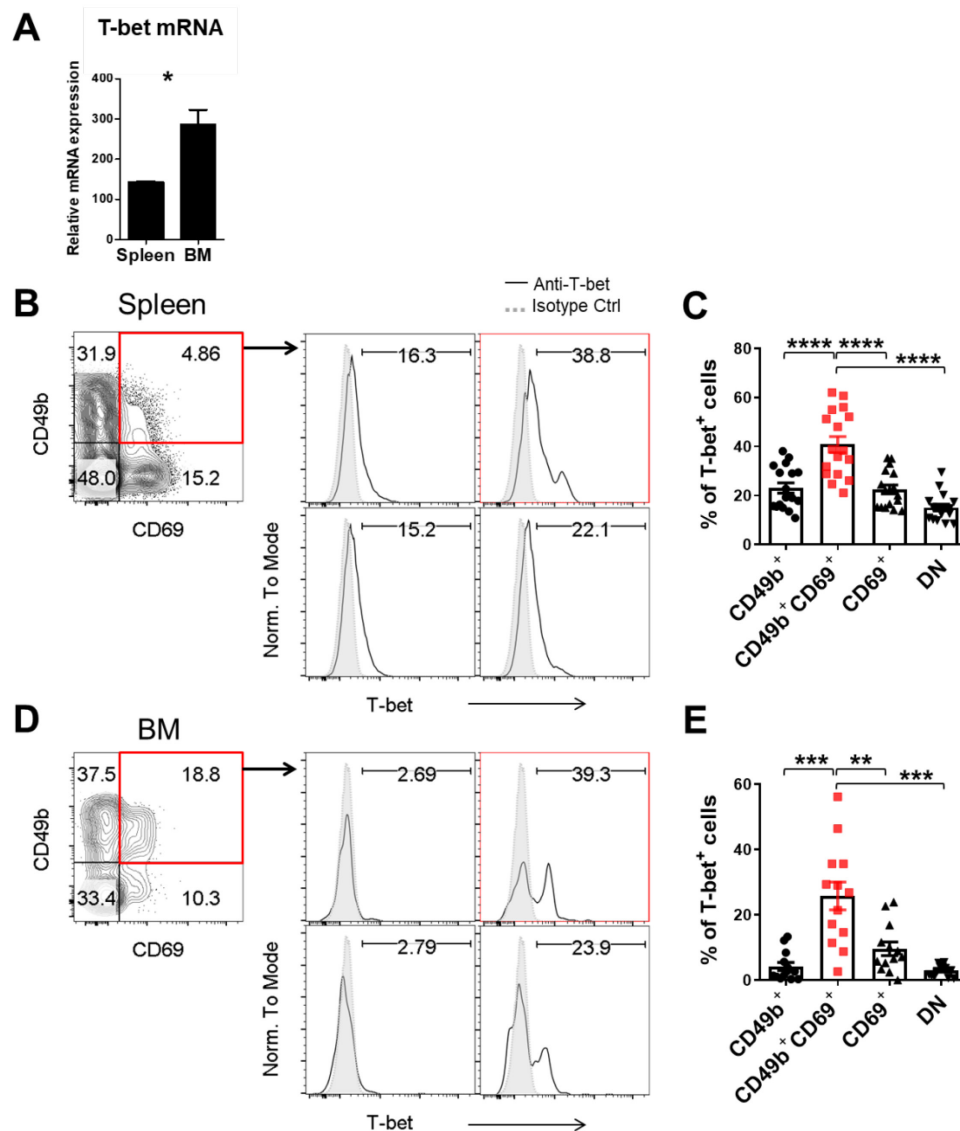 A
T-bet mRNA
*
400
300
200
100
0
Relative mRNA expression
Spleen BM
B
Spleen
Anti-T-bet
Isotype Ctrl
31.9 4.86
48.0 15.2
CD49b
CD69
16.3 38.8
15.2 22.1
Norm. To Mode
T-bet
C
**** ****
****
80
60
40
20
0
% of T-bet+ cells
CD49b+
CD49b+ CD69+
CD69+
DN
D
BM
37.5 18.8
33.4 10.3
CD49b
CD69
2.69 39.3
2.79 23.9
Norm. To Mode
T-bet
E
*** **
***
60
40
20
0
% of T-bet+ cells
CD49b+
CD49b+ CD69+
CD69+
DN